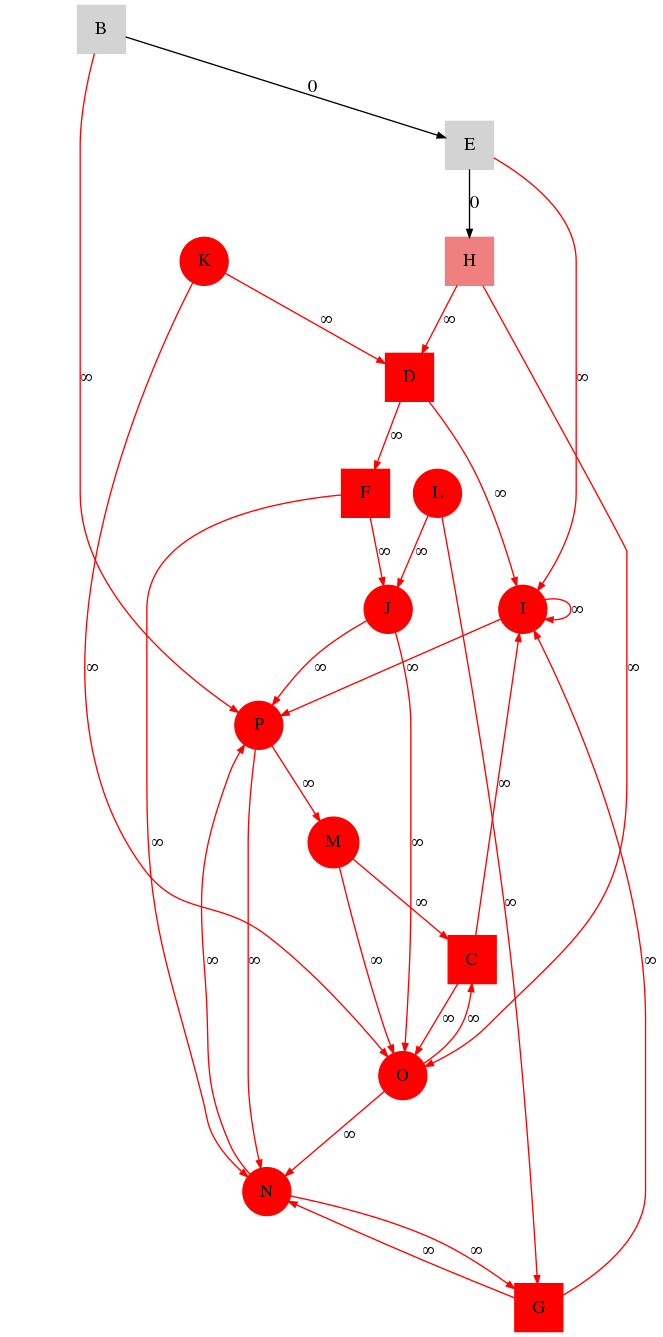 B
0
E
0
K
H
∞ ∞
∞ D ∞
∞
F L ∞
∞ ∞
J I ∞
∞ ∞ ∞ ∞
P
∞ ∞
∞ M ∞
∞ ∞
∞ ∞ ∞ C ∞
∞ ∞
O
∞
N
∞ ∞
G